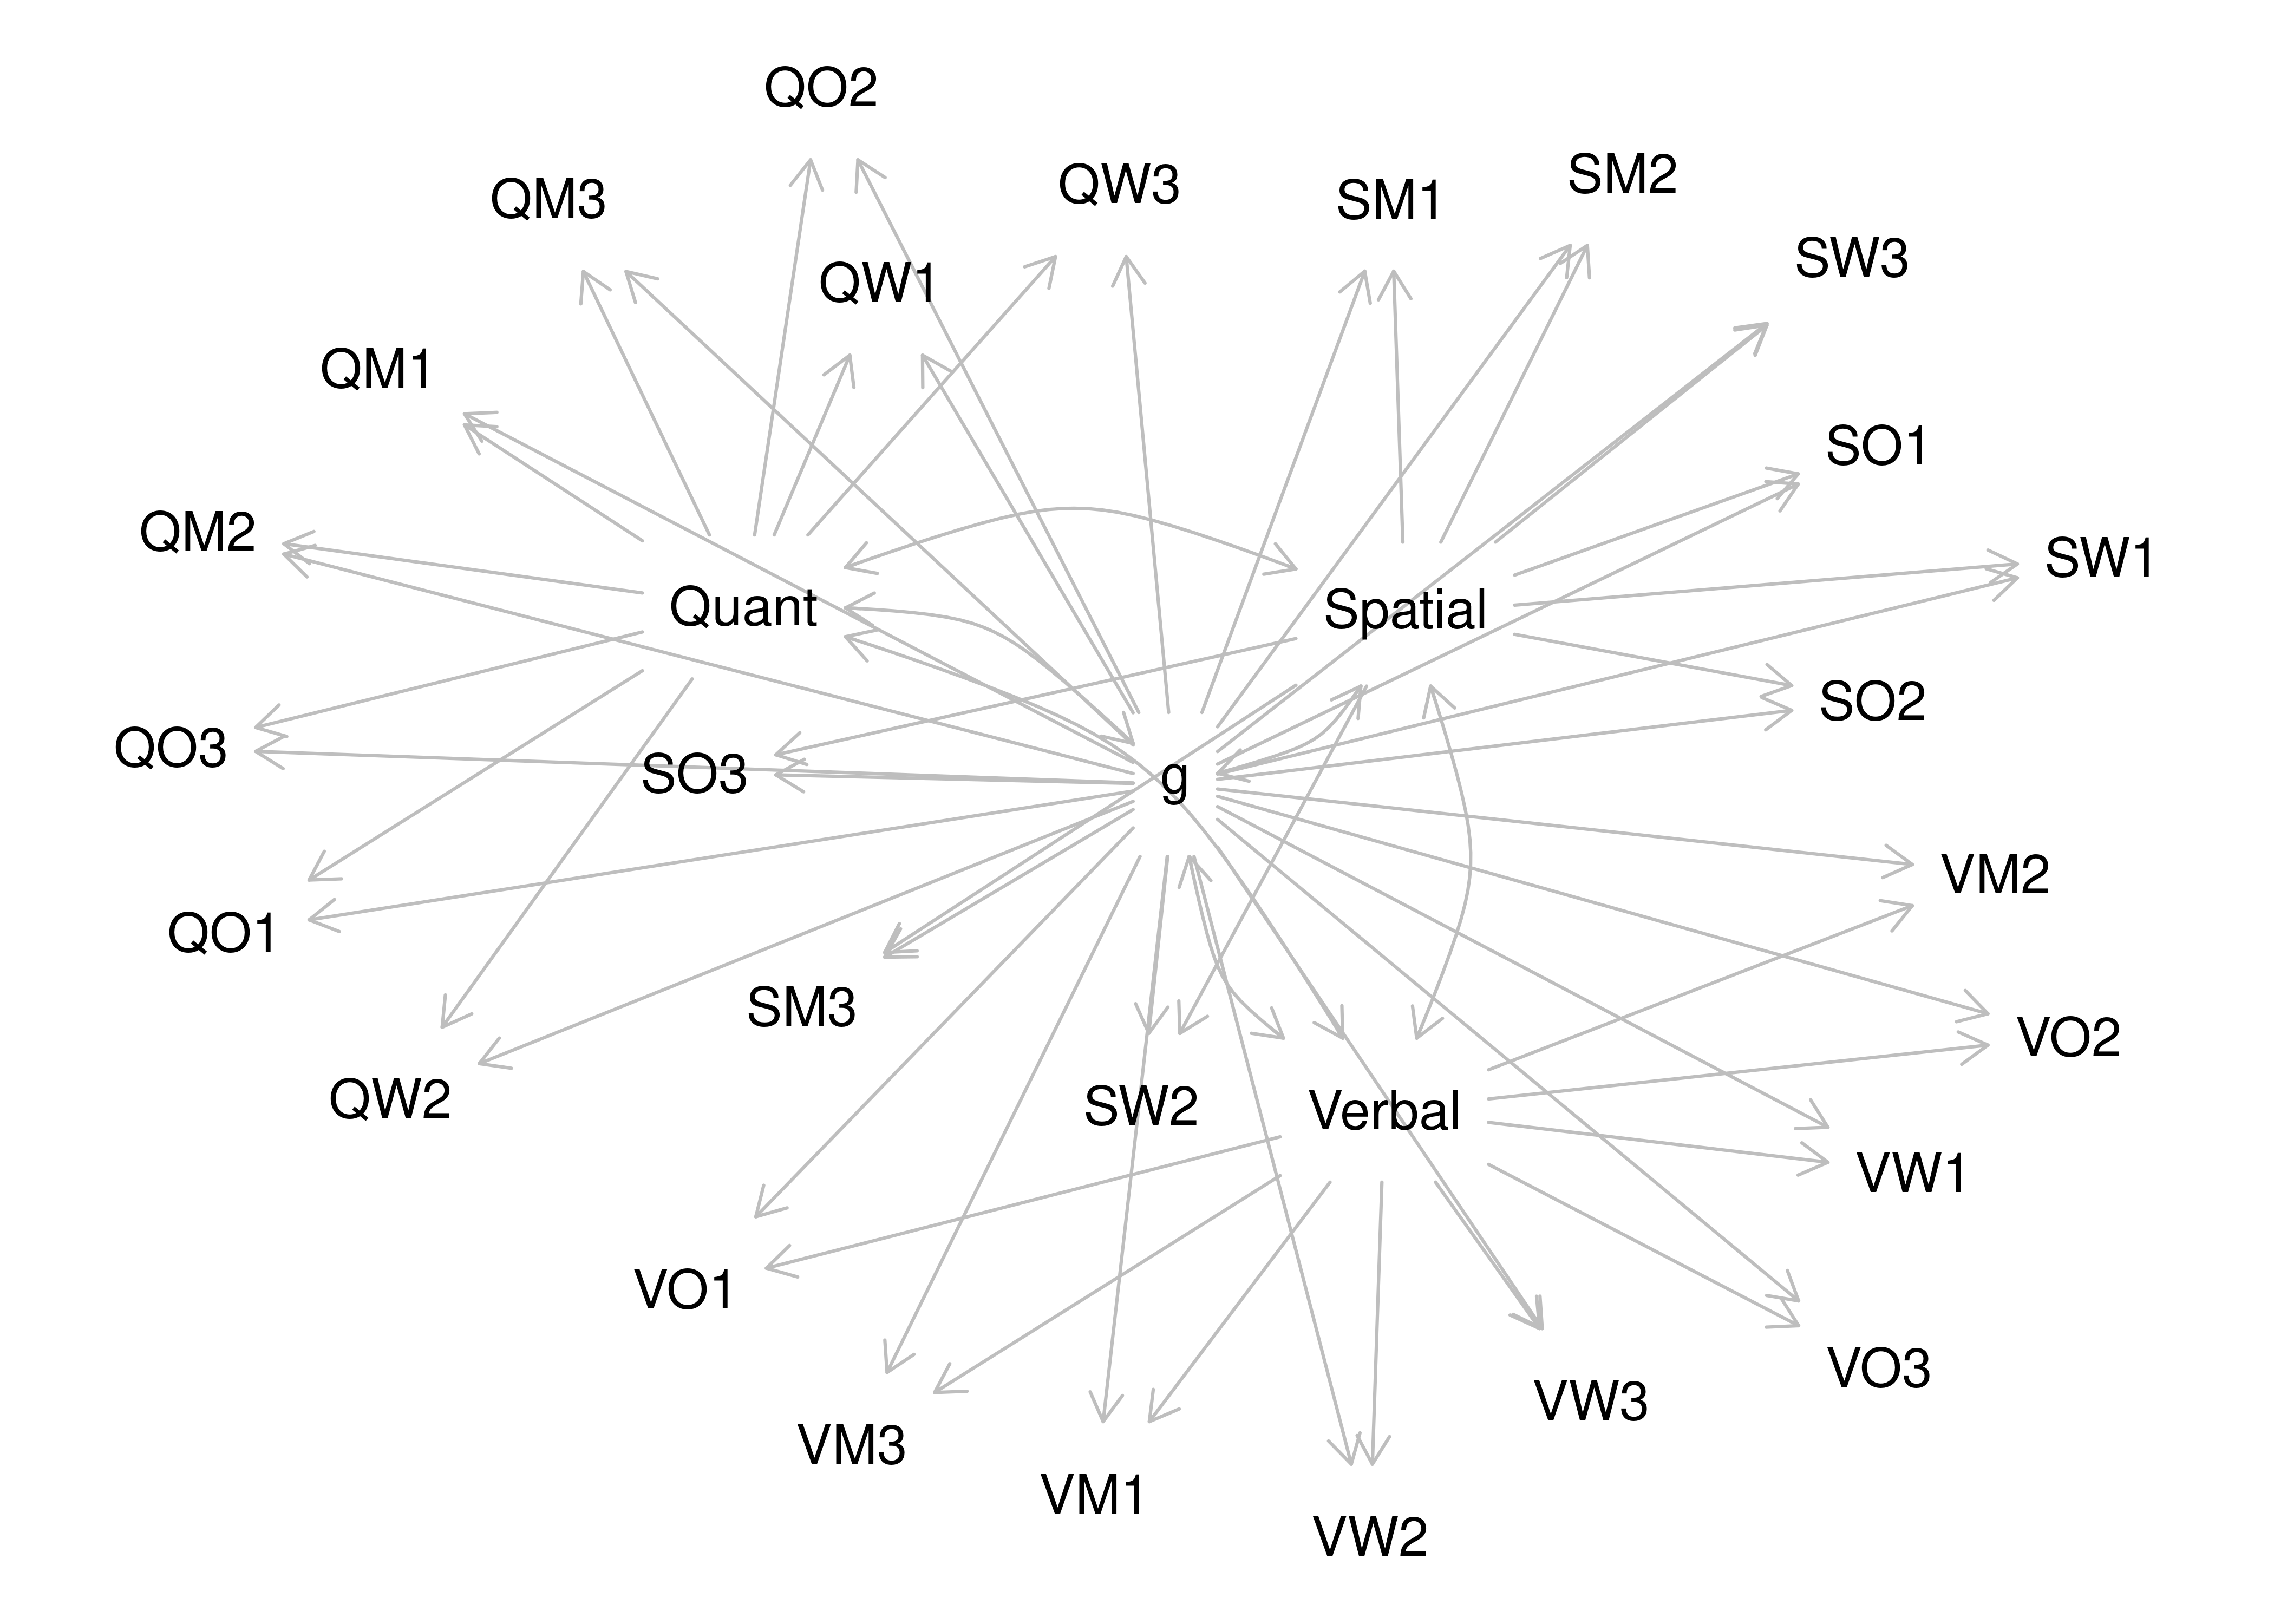 QO2
QM3
QW3
SM1
SM2
SW3
QW1
QM1
SO1
QM2
SW1
Quant
Spatial
SO2
QO3
SO3
g
VM2
QO1
SM3
VO2
QW2
SW2
Verbal
VW1
VO1
VO3
VW3
VM3
VM1
VW2